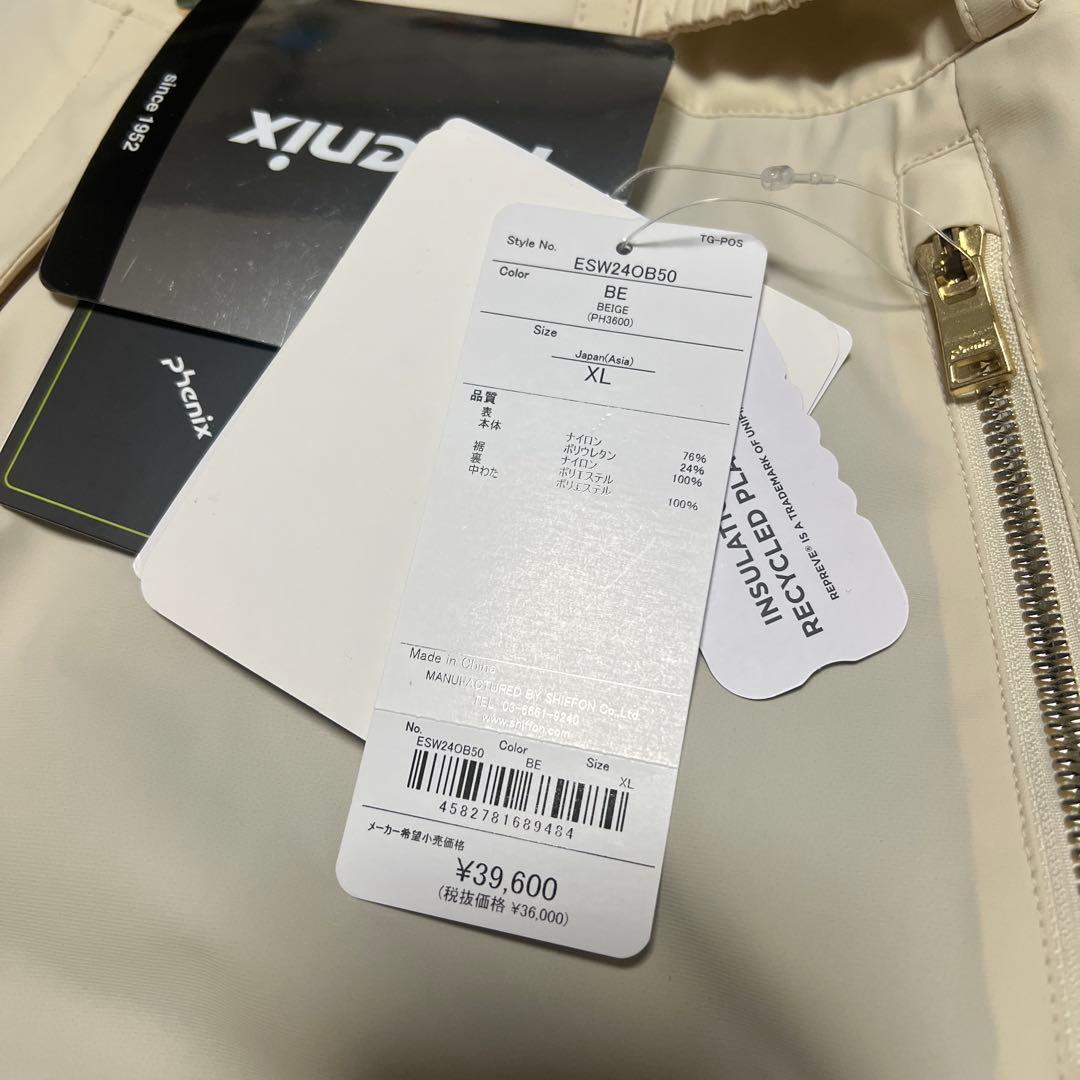 since 1952
phenix
phenix
TG-POS
Style No.
ESW24OB50
Color
BE
BEIGE
(PH3600)
Size
Japan(Asia)
XL
品質
表
本体 ナイロン 76%
ポリウレタン 24%
裾 ナイロン 100%
裏 ポリエステル
中わた ポリエステル 100%
Made in China
MANUFACTURED BY SHIFFON Co.,Ltd.
TEL 03-6661-9240
www.shiffon.com
No. Color Size
ESW24OB50 BE XL
4582781689484
メーカー希望小売価格
¥39,600
(税抜価格 ¥36,000)
RECYCLED
REPREVE® IS A TRADEMARK OF
phenix